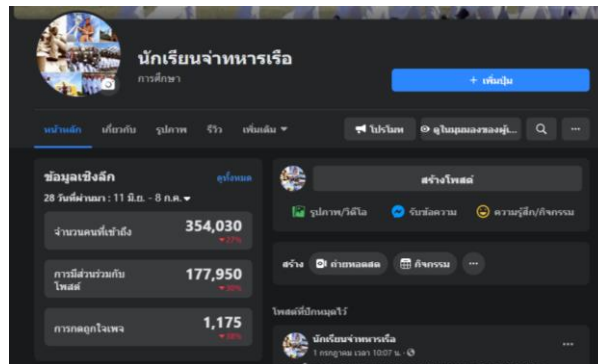 นักเรียนจ่าทหารเรือ
การศึกษา
+ เพิ่มปุ่ม
หน้าหลัก เกี่ยวกับ รูปภาพ รีวิว เพิ่มเติม
โปรโมท ดูในมุมมองของผู้...
ข้อมูลเชิงลึก ดูทั้งหมด
28 วันที่ผ่านมา : 11 มิ.ย. - 8 ก.ค.
จำนวนคนที่เข้าถึง 354,030
27%
การมีส่วนร่วมกับ
โพสต์
177,950
30%
การกดถูกใจเพจ 1,175
สร้างโพสต์
รูปภาพ/วิดีโอ รับข้อความ ความรู้สึก/กิจกรรม
สร้าง ถ่ายทอดสด กิจกรรม
โพสต์ที่ปักหมุดไว้
นักเรียนจ่าทหารเรือ
1 กรกฎาคม เวลา 10:07 น.